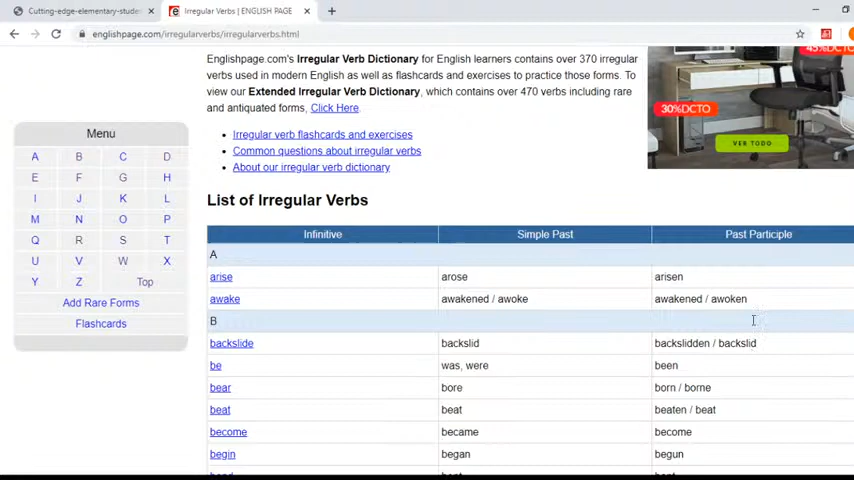 Cutting-edge-elementary-stude
Irregular Verbs | ENGLISH PAGE
englishpage.com/irregularverbs/irregularverbs.html
Englishpage.com's Irregular Verb Dictionary for English learners contains over 370 irregular
verbs used in modern English as well as flashcards and exercises to practice those forms. To
view our Extended Irregular Verb Dictionary, which contains over 470 verbs including rare
and antiquated forms, Click Here.
45%DCTO
30%DCTO
VER TODO
Irregular verb flashcards and exercises
Common questions about irregular verbs
About our irregular verb dictionary
Menu
A B C D
E F G H
I J K L
M N O P
Q R S T
U V W X
Y Z Top
Add Rare Forms
Flashcards
List of Irregular Verbs
Infinitive Simple Past Past Participle
A
arise arose arisen
awake awakened / awoke awakened / awoken
B
backslide backslid backslidden / backslid
be was, were been
bear bore born / borne
beat beat beaten / beat
become became become
begin began begun